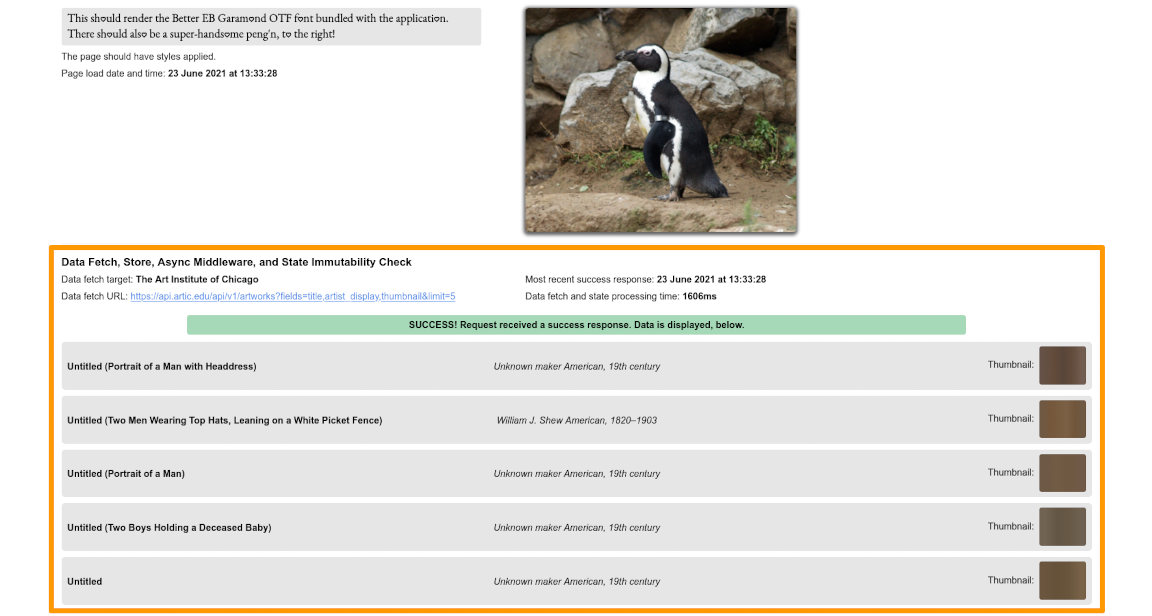 This should render the Better EB Garamond OTF font bundled with the application.
There should also be a super-handsome peng'n, to the right!
The page should have styles applied.
Page load date and time: 23 June 2021 at 13:33:28
Data Fetch, Store, Async Middleware, and State Immutability Check
Data fetch target: The Art Institute of Chicago
Most recent success response: 23 June 2021 at 13:33:28
Data fetch URL: https://api.artic.edu/api/v1/artworks?fields=title,artist_display,thumbnail&limit=5
Data fetch and state processing time: 1606ms
SUCCESS! Request received a success response. Data is displayed, below.
Untitled (Portrait of a Man with Headdress) Unknown maker American, 19th century Thumbnail:
Untitled (Two Men Wearing Top Hats, Leaning on a White Picket Fence) William J. Shew American, 1820–1903 Thumbnail:
Untitled (Portrait of a Man) Unknown maker American, 19th century Thumbnail:
Untitled (Two Boys Holding a Deceased Baby) Unknown maker American, 19th century Thumbnail:
Untitled Unknown maker American, 19th century Thumbnail: